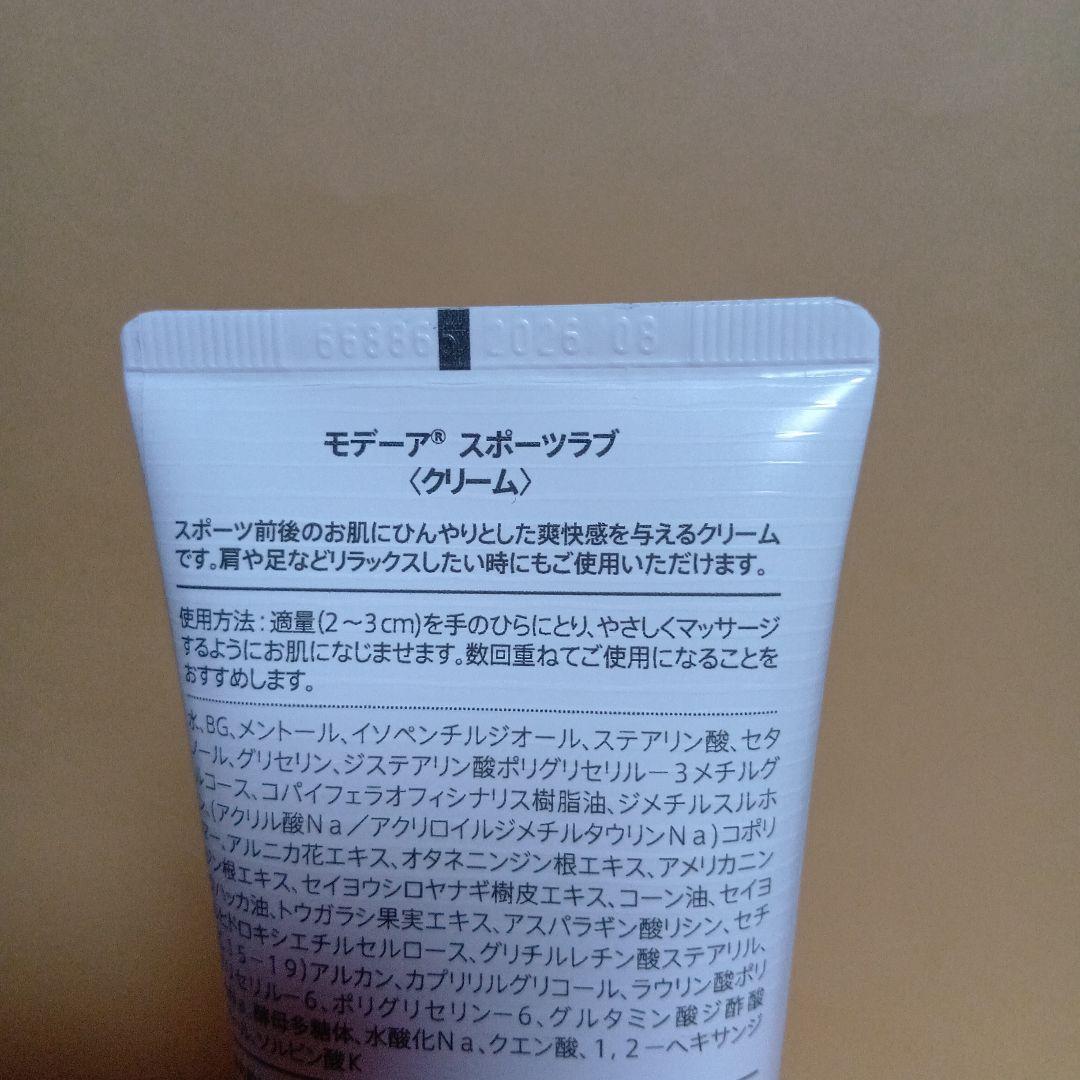 668865 2026.08
モデーア® スポーツラブ
〈クリーム〉
スポーツ前後のお肌にひんやりとした爽快感を与えるクリーム
です。肩や足などリラックスしたい時にもご使用いただけます。
使用方法：適量(2～3cm)を手のひらにとり、やさしくマッサージ
するようにお肌になじませます。数回重ねてご使用になることを
おすすめします。
水、BG、メントール、イソペンチルジオール、ステアリン酸、セタ
ノール、グリセリン、ジステアリン酸ポリグリセリル－3メチルグ
ルコース、コパイフェラオフィシナリス樹脂油、ジメチルスルホ
ン、(アクリル酸Na／アクリロイルジメチルタウリンNa)コポリ
マー、アルニカ花エキス、オタネニンジン根エキス、アメリカニン
ジン根エキス、セイヨウシロヤナギ樹皮エキス、コーン油、セイヨ
ハッカ油、トウガラシ果実エキス、アスパラギン酸リシン、セチ
ヒドロキシエチルセルロース、グリチルレチン酸ステアリル、
15－19)アルカン、カプリリルグリコール、ラウリン酸ポリ
セリル－6、ポリグリセリン－6、グルタミン酸ジ酢酸
酵母多糖体、水酸化Na、クエン酸、1,2－ヘキサンジ
ソルビン酸K